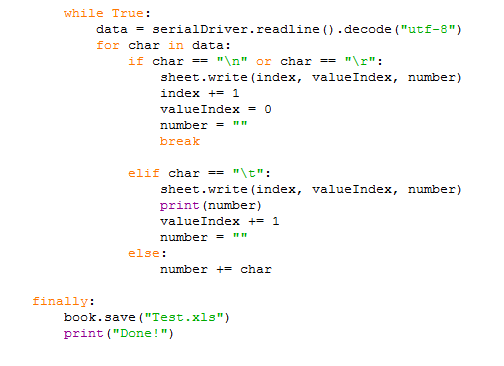 while True:
    data = serialDriver.readline().decode("utf-8")
    for char in data:
        if char == "\n" or char == "\r":
            sheet.write(index, valueIndex, number)
            index += 1
            valueIndex = 0
            number = ""
            break

        elif char == "\t":
            sheet.write(index, valueIndex, number)
            print(number)
            valueIndex += 1
            number = ""
        else:
            number += char

finally:
    book.save("Test.xls")
    print("Done!")